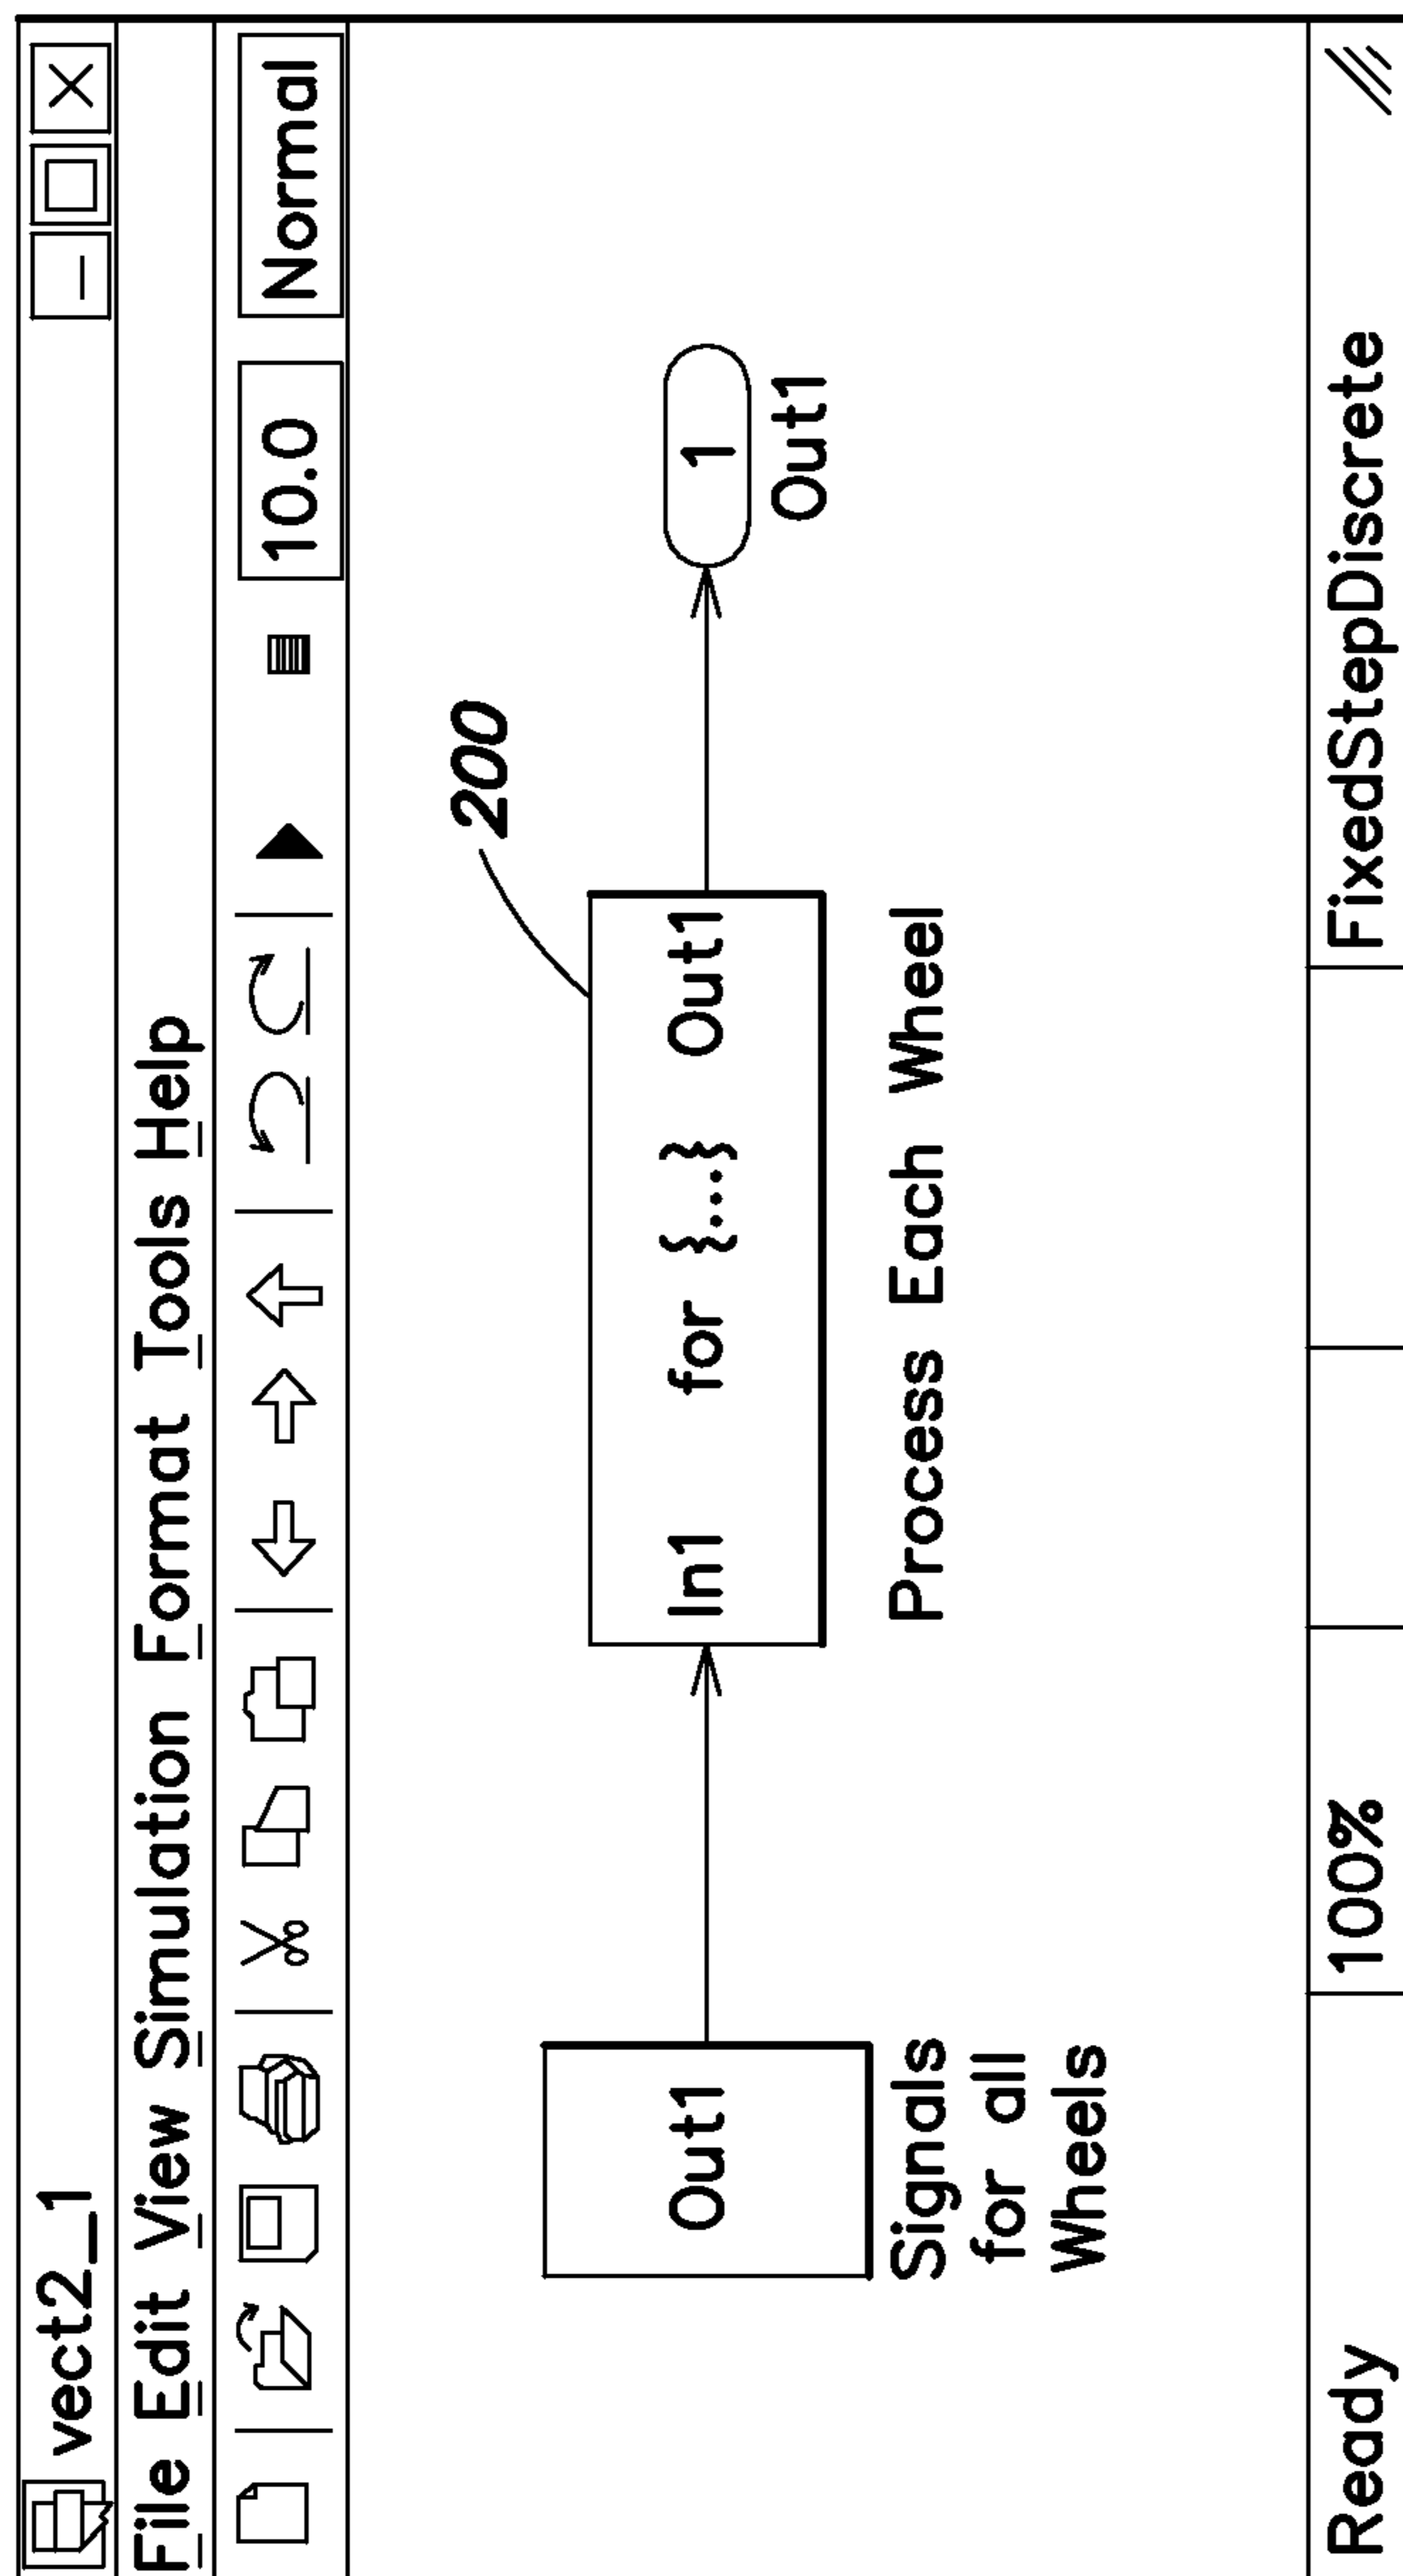 vect2_1
File Edit View Simulation Format Tools Help
10.0 Normal
200
Out1
In1 for {...} Out1
1
Out1
Signals
for all
Wheels
Process Each Wheel
Ready 100% FixedStepDiscrete